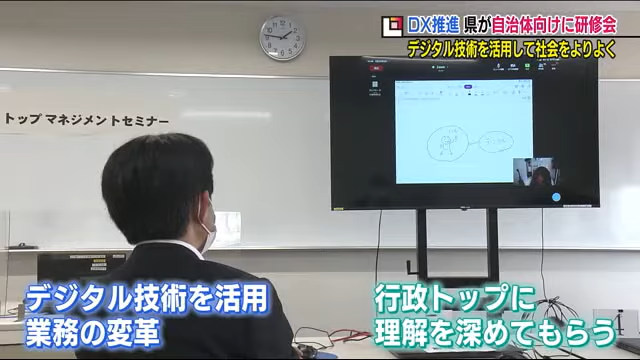 DX推進 県が自治体向けに研修会
デジタル技術を活用して社会をよりよく
トップ マネジメントセミナー
デジタル技術を活用
業務の変革
行政トップに
理解を深めてもらう